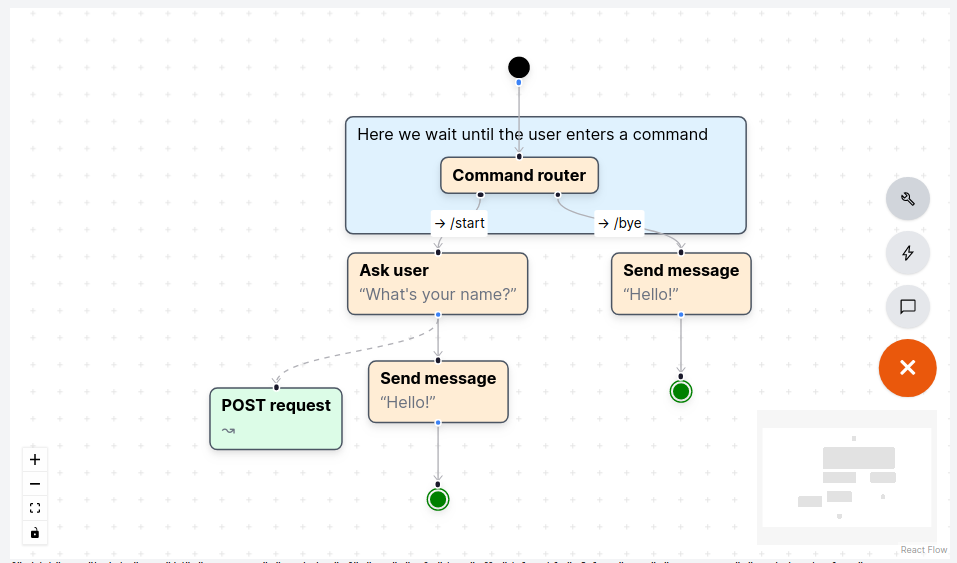 Here we wait until the user enters a command
Command router
→ /start
→ /bye
Ask user
“What's your name?”
Send message
“Hello!”
Send message
“Hello!”
POST request
React Flow